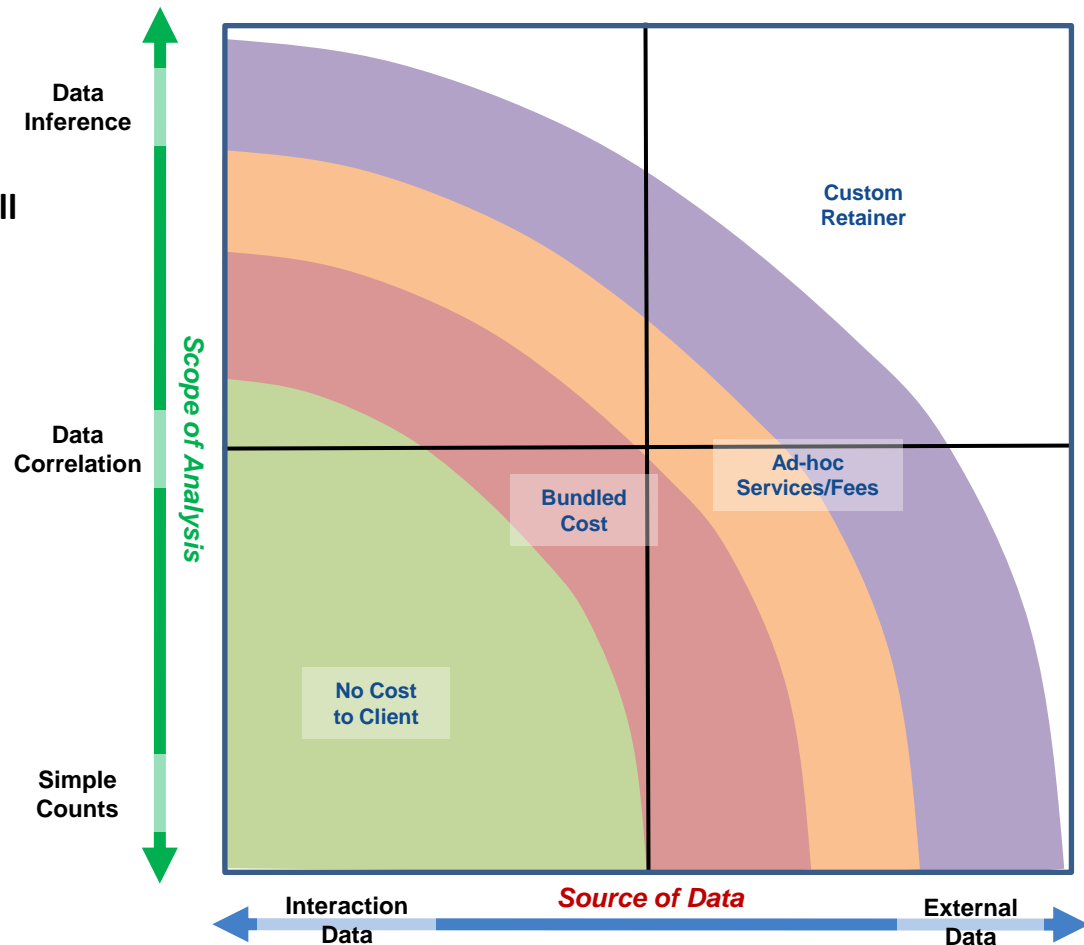 Data
Inference
ll
Custom
Retainer
Scope of Analysis
Data
Correlation
Ad-hoc
Services/Fees
Bundled
Cost
No Cost
to Client
Simple
Counts
Source of Data
Interaction
Data
External
Data